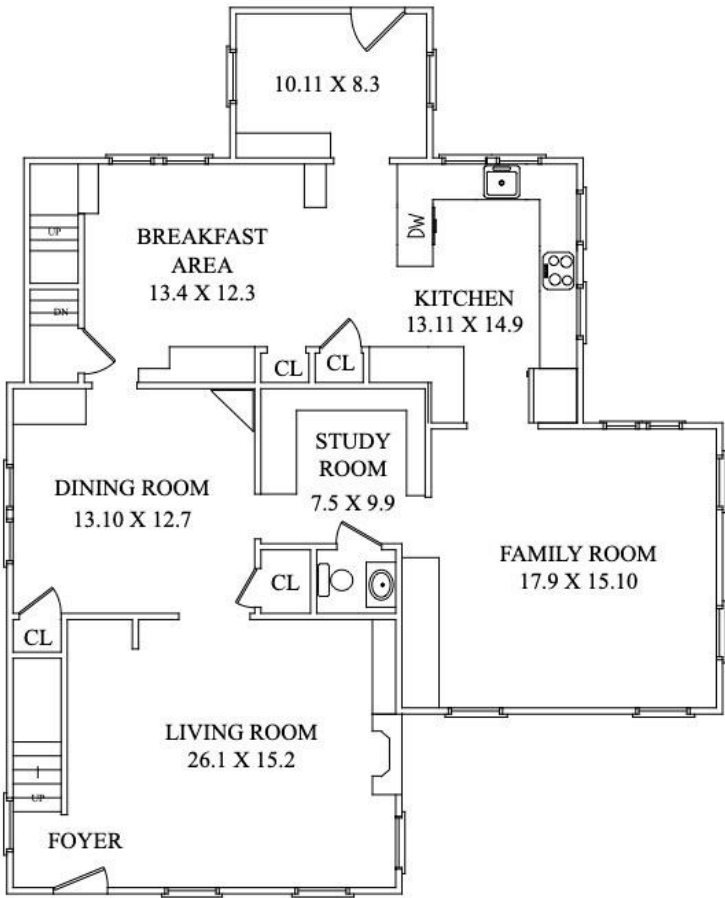 10.11 X 8.3
UP
BREAKFAST
AREA
13.4 X 12.3
DW
KITCHEN
13.11 X 14.9
DN
CL
CL
STUDY
ROOM
7.5 X 9.9
DINING ROOM
13.10 X 12.7
FAMILY ROOM
17.9 X 15.10
CL
CL
LIVING ROOM
26.1 X 15.2
UP
FOYER